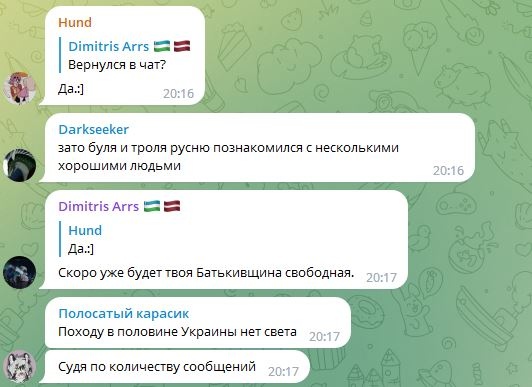 Hund
Dimitris Arrs 🇺🇿 🇱🇻
Вернулся в чат?
Да.:]
20:16
Darkseeker
зато буля и троля русню познакомился с несколькими
хорошими людьми
20:16
Dimitris Arrs 🇺🇿 🇱🇻
Hund
Да.:]
Скоро уже будет твоя Батькивщина свободная.
20:17
Полосатый карасик
Походу в половине Украины нет света
20:17
Судя по количеству сообщений
20:17